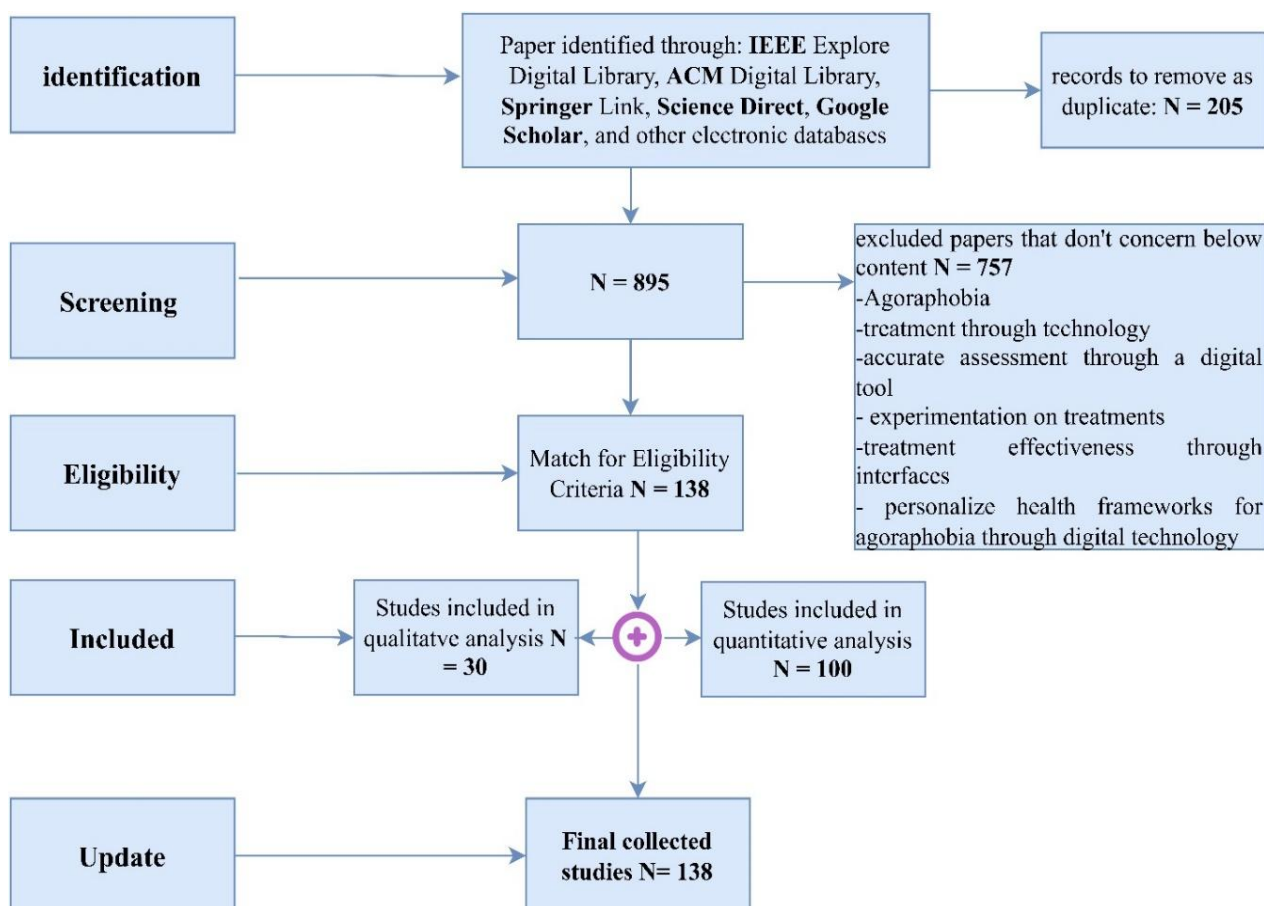 identification
Paper identified through: IEEE Explore
Digital Library, ACM Digital Library,
Springer Link, Science Direct, Google
Scholar, and other electronic databases
records to remove as
duplicate: N = 205
Screening
N = 895
excluded papers that don't concern below
content N = 757
-Agoraphobia
-treatment through technology
-accurate assessment through a digital
tool
- experimentation on treatments
-treatment effectiveness through
interfaces
- personalize health frameworks for
agoraphobia through digital technology
Eligibility
Match for Eligibility
Criteria N = 138
Included
Studes included in
qualitatve analysis N
= 30
Studes included in
quantitative analysis
N = 100
Update
Final collected
studies N= 138